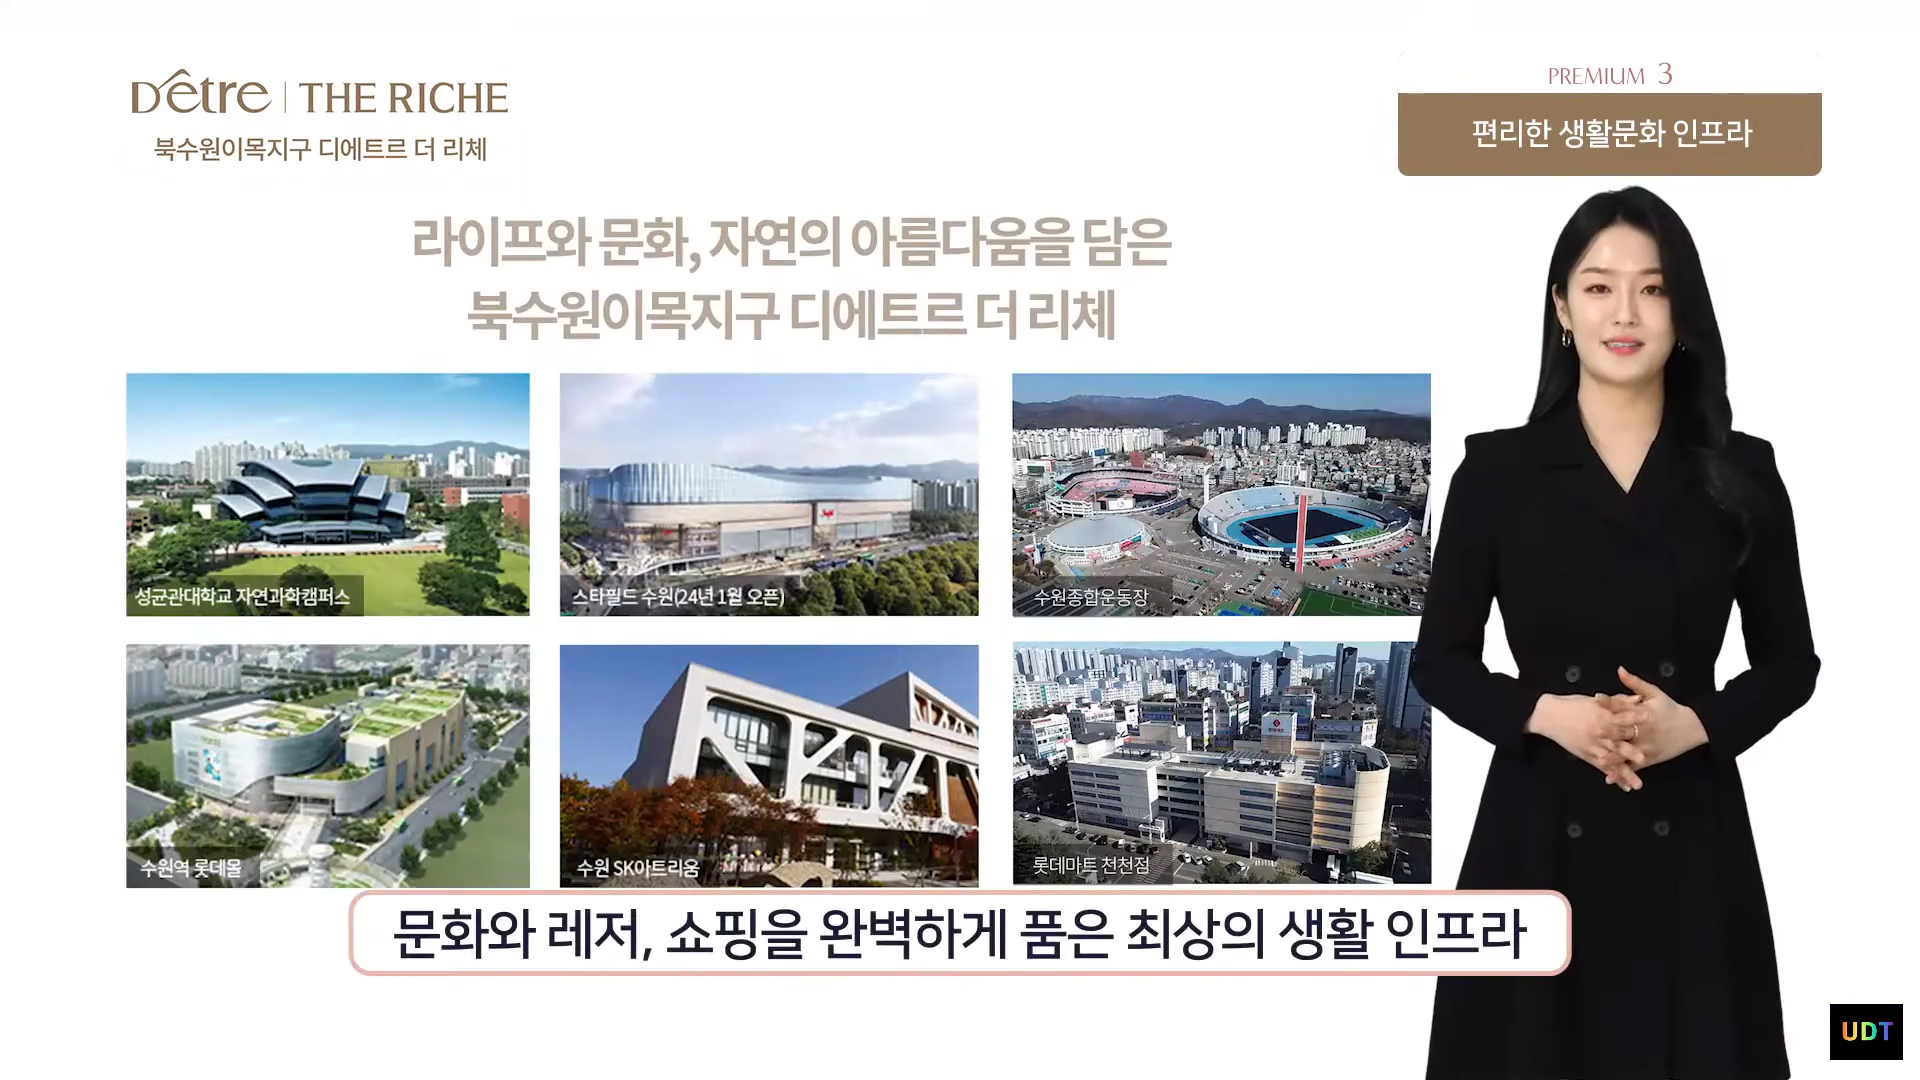 D'être | THE RICHE
북수원이목지구 디에트르 더 리체
PREMIUM 3
편리한 생활문화 인프라
라이프와 문화, 자연의 아름다움을 담은
북수원이목지구 디에트르 더 리체
성균관대학교 자연과학캠퍼스
스타필드 수원(24년 1월 오픈)
수원종합운동장
수원역 롯데몰
수원 SK아트리움
롯데마트 천천점
문화와 레저, 쇼핑을 완벽하게 품은 최상의 생활 인프라
UDT